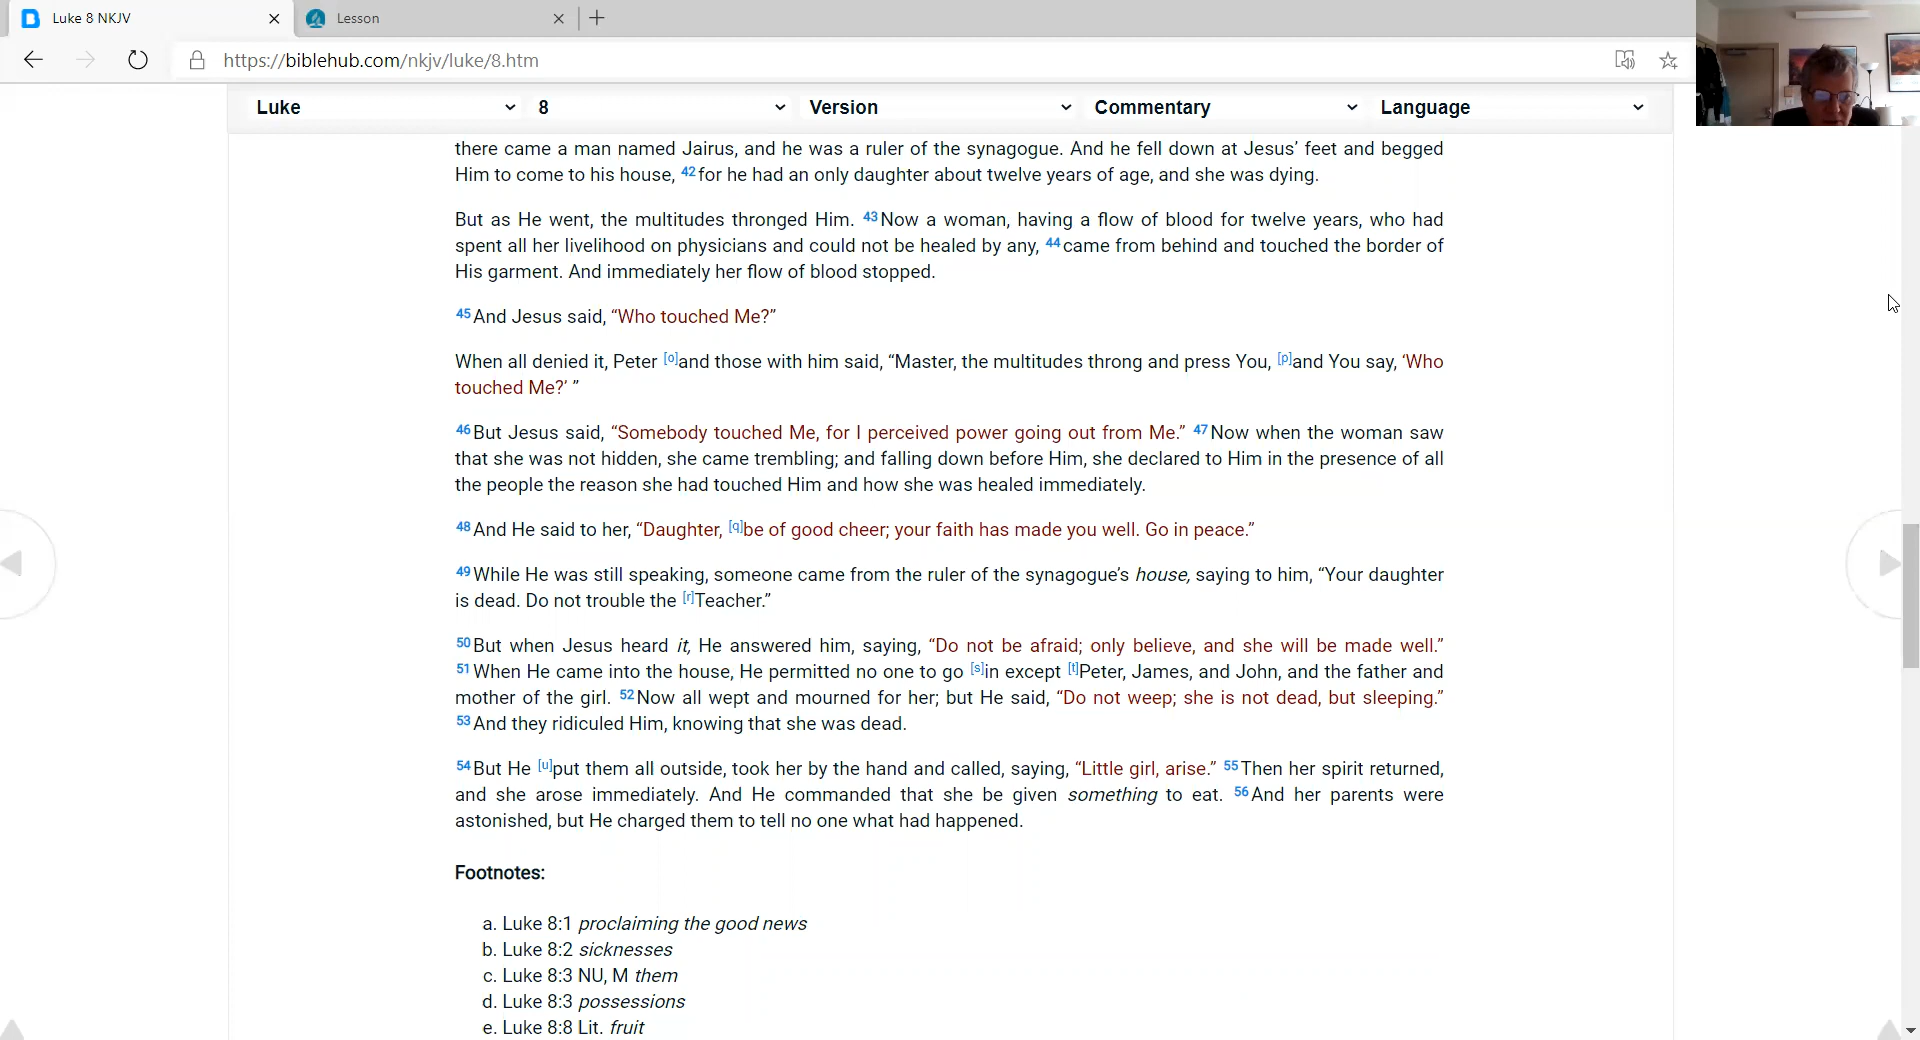 Luke 8 NKJV
Lesson
https://biblehub.com/nkjv/luke/8.htm
Luke 8 Version Commentary Language
there came a man named Jairus, and he was a ruler of the synagogue. And he fell down at Jesus’ feet and begged
Him to come to his house, 42 for he had an only daughter about twelve years of age, and she was dying.
But as He went, the multitudes thronged Him. 43 Now a woman, having a flow of blood for twelve years, who had
spent all her livelihood on physicians and could not be healed by any, 44 came from behind and touched the border of
His garment. And immediately her flow of blood stopped.
45 And Jesus said, “Who touched Me?”
When all denied it, Peter [o]and those with him said, “Master, the multitudes throng and press You, [p]and You say, ‘Who
touched Me?’ ”
46 But Jesus said, “Somebody touched Me, for I perceived power going out from Me.” 47 Now when the woman saw
that she was not hidden, she came trembling; and falling down before Him, she declared to Him in the presence of all
the people the reason she had touched Him and how she was healed immediately.
48 And He said to her, “Daughter, [q]be of good cheer; your faith has made you well. Go in peace.”
49 While He was still speaking, someone came from the ruler of the synagogue’s house, saying to him, “Your daughter
is dead. Do not trouble the [r]Teacher.”
50 But when Jesus heard it, He answered him, saying, “Do not be afraid; only believe, and she will be made well.”
51 When He came into the house, He permitted no one to go [s]in except [t]Peter, James, and John, and the father and
mother of the girl. 52 Now all wept and mourned for her; but He said, “Do not weep; she is not dead, but sleeping.”
53 And they ridiculed Him, knowing that she was dead.
54 But He [u]put them all outside, took her by the hand and called, saying, “Little girl, arise.” 55 Then her spirit returned,
and she arose immediately. And He commanded that she be given something to eat. 56 And her parents were
astonished, but He charged them to tell no one what had happened.
Footnotes:
a. Luke 8:1 proclaiming the good news
b. Luke 8:2 sicknesses
c. Luke 8:3 NU, M them
d. Luke 8:3 possessions
e. Luke 8:8 Lit. fruit